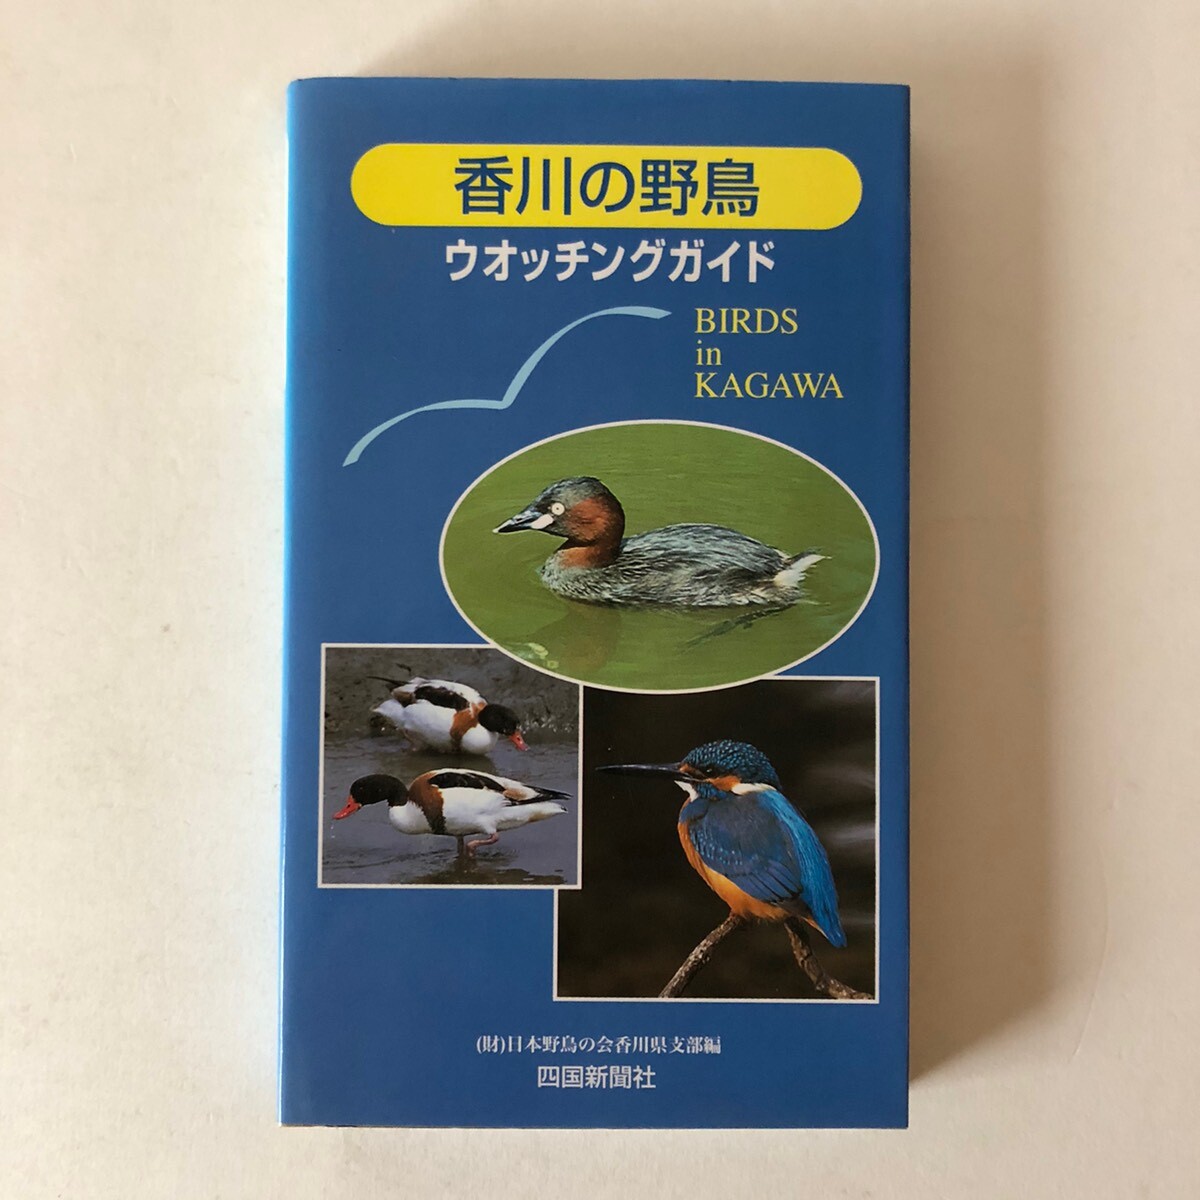 香川の野鳥
ウオッチングガイド
BIRDS
in
KAGAWA
(財)日本野鳥の会香川県支部編
四国新聞社